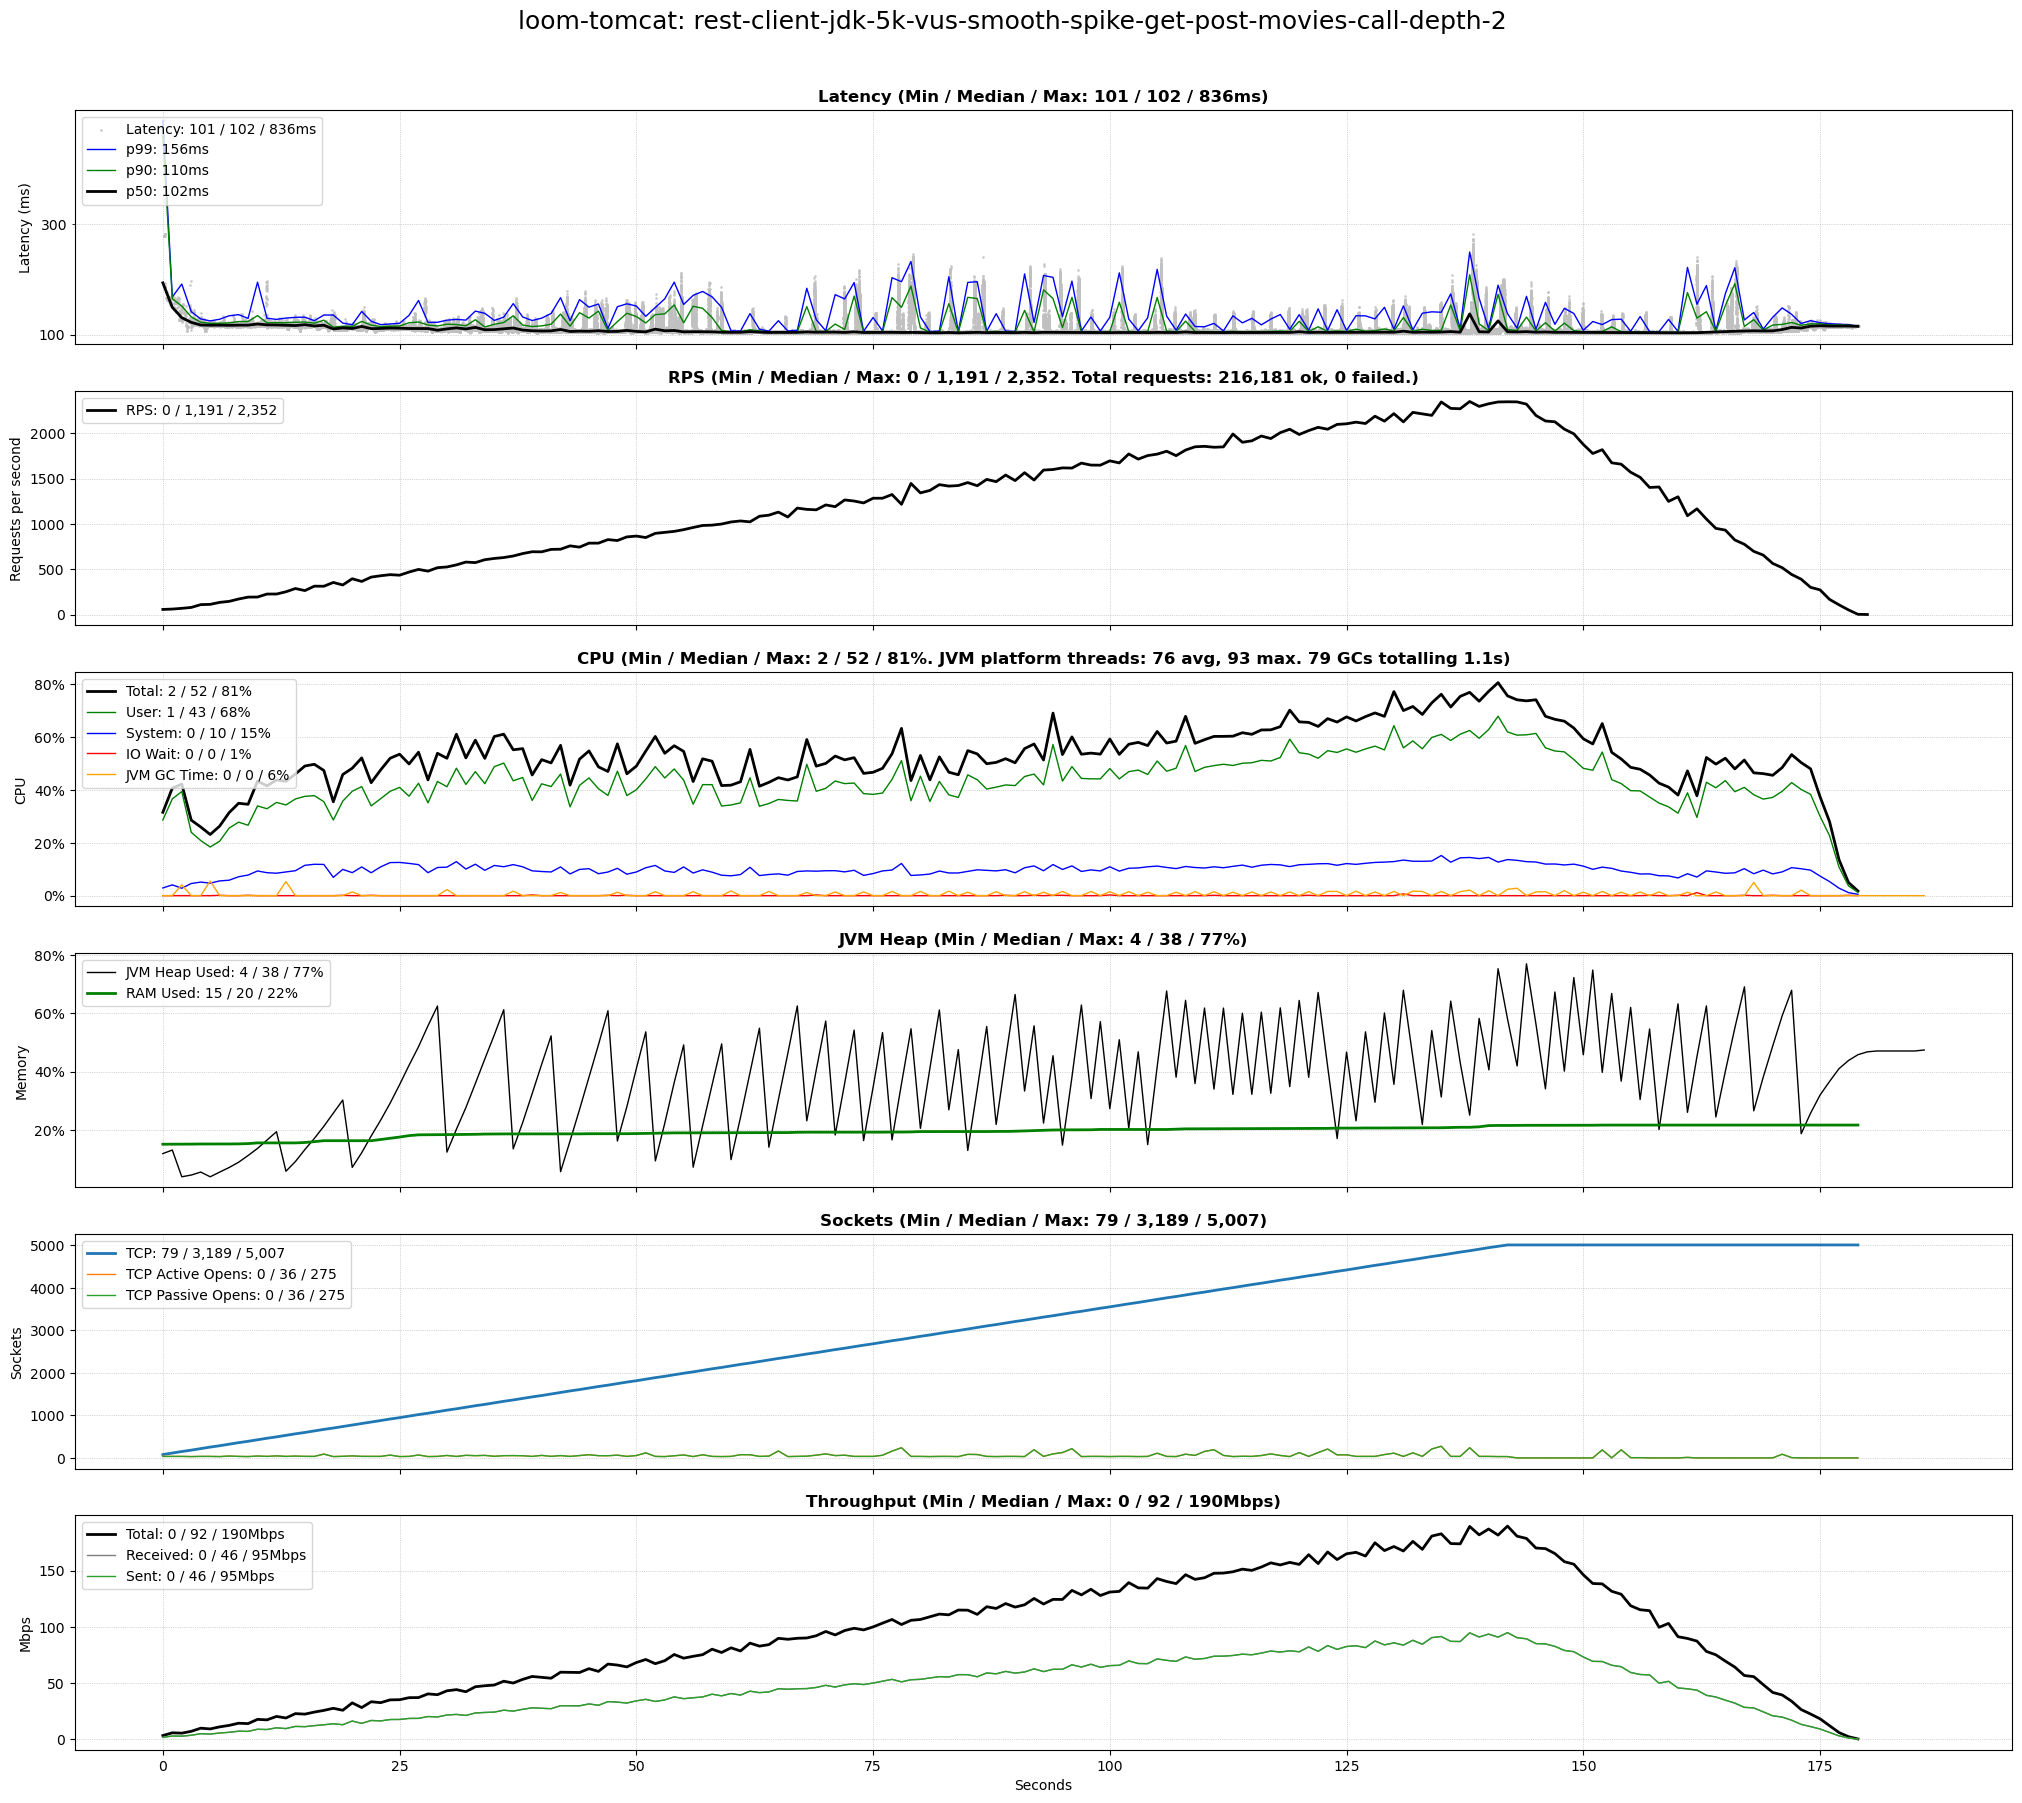 loom-tomcat: rest-client-jdk-5k-vus-smooth-spike-get-post-movies-call-depth-2
Latency (Min / Median / Max: 101 / 102 / 836ms)
Latency: 101 / 102 / 836ms
p99: 156ms
p90: 110ms
p50: 102ms
Latency (ms)
300
100
RPS (Min / Median / Max: 0 / 1,191 / 2,352. Total requests: 216,181 ok, 0 failed.)
RPS: 0 / 1,191 / 2,352
Requests per second
2000
1500
1000
500
0
CPU (Min / Median / Max: 2 / 52 / 81%. JVM platform threads: 76 avg, 93 max. 79 GCs totalling 1.1s)
Total: 2 / 52 / 81%
User: 1 / 43 / 68%
System: 0 / 10 / 15%
IO Wait: 0 / 0 / 1%
JVM GC Time: 0 / 0 / 6%
CPU
80%
60%
40%
20%
0%
JVM Heap (Min / Median / Max: 4 / 38 / 77%)
JVM Heap Used: 4 / 38 / 77%
RAM Used: 15 / 20 / 22%
Memory
80%
60%
40%
20%
Sockets (Min / Median / Max: 79 / 3,189 / 5,007)
TCP: 79 / 3,189 / 5,007
TCP Active Opens: 0 / 36 / 275
TCP Passive Opens: 0 / 36 / 275
Sockets
5000
4000
3000
2000
1000
0
Throughput (Min / Median / Max: 0 / 92 / 190Mbps)
Total: 0 / 92 / 190Mbps
Received: 0 / 46 / 95Mbps
Sent: 0 / 46 / 95Mbps
Mbps
150
100
50
0
0 25 50 75 100 125 150 175
Seconds